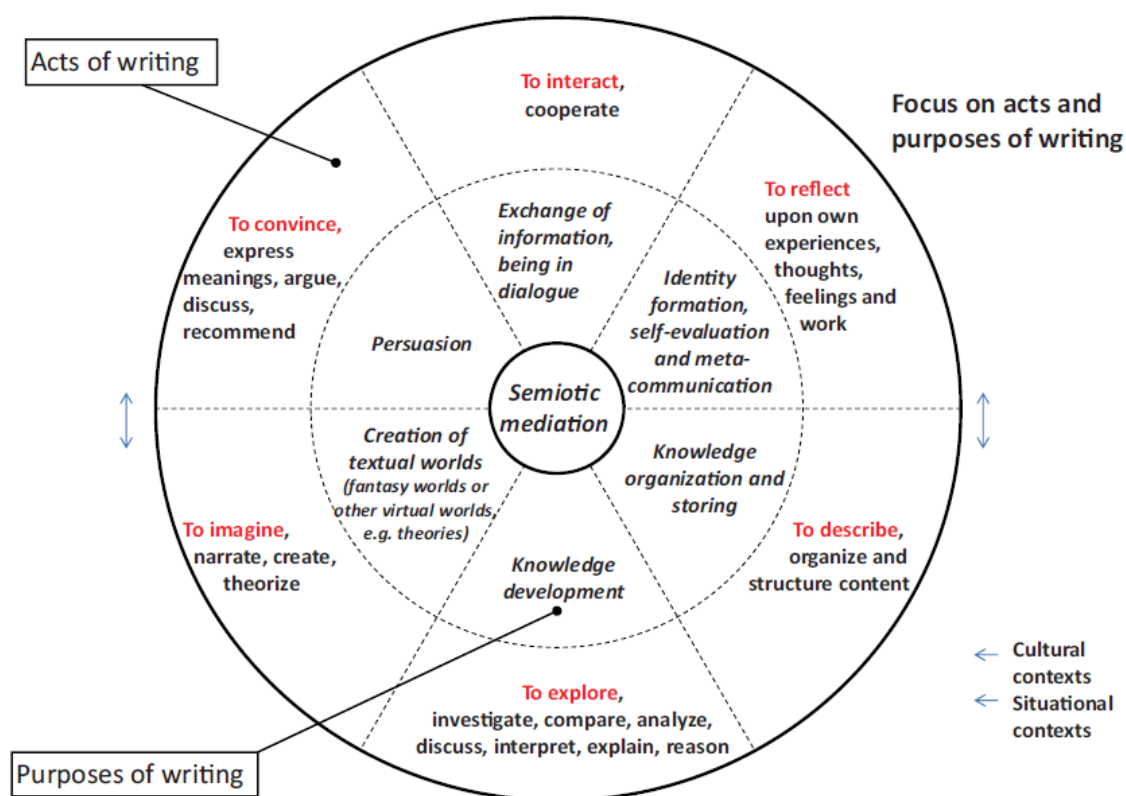 Acts of writing
Focus on acts and
purposes of writing
To interact,
cooperate
To reflect
upon own
experiences,
thoughts,
feelings and
work
To convince,
express
meanings, argue,
discuss,
recommend
Exchange of
information,
being in
dialogue
Identity
formation,
self-evaluation
and meta-
communication
Persuasion
Semiotic
mediation
Creation of
textual worlds
(fantasy worlds or
other virtual worlds,
e.g. theories)
Knowledge
organization and
storing
To imagine,
narrate, create,
theorize
To describe,
organize and
structure content
Knowledge
development
To explore,
investigate, compare, analyze,
discuss, interpret, explain, reason
Cultural
contexts
Situational
contexts
Purposes of writing